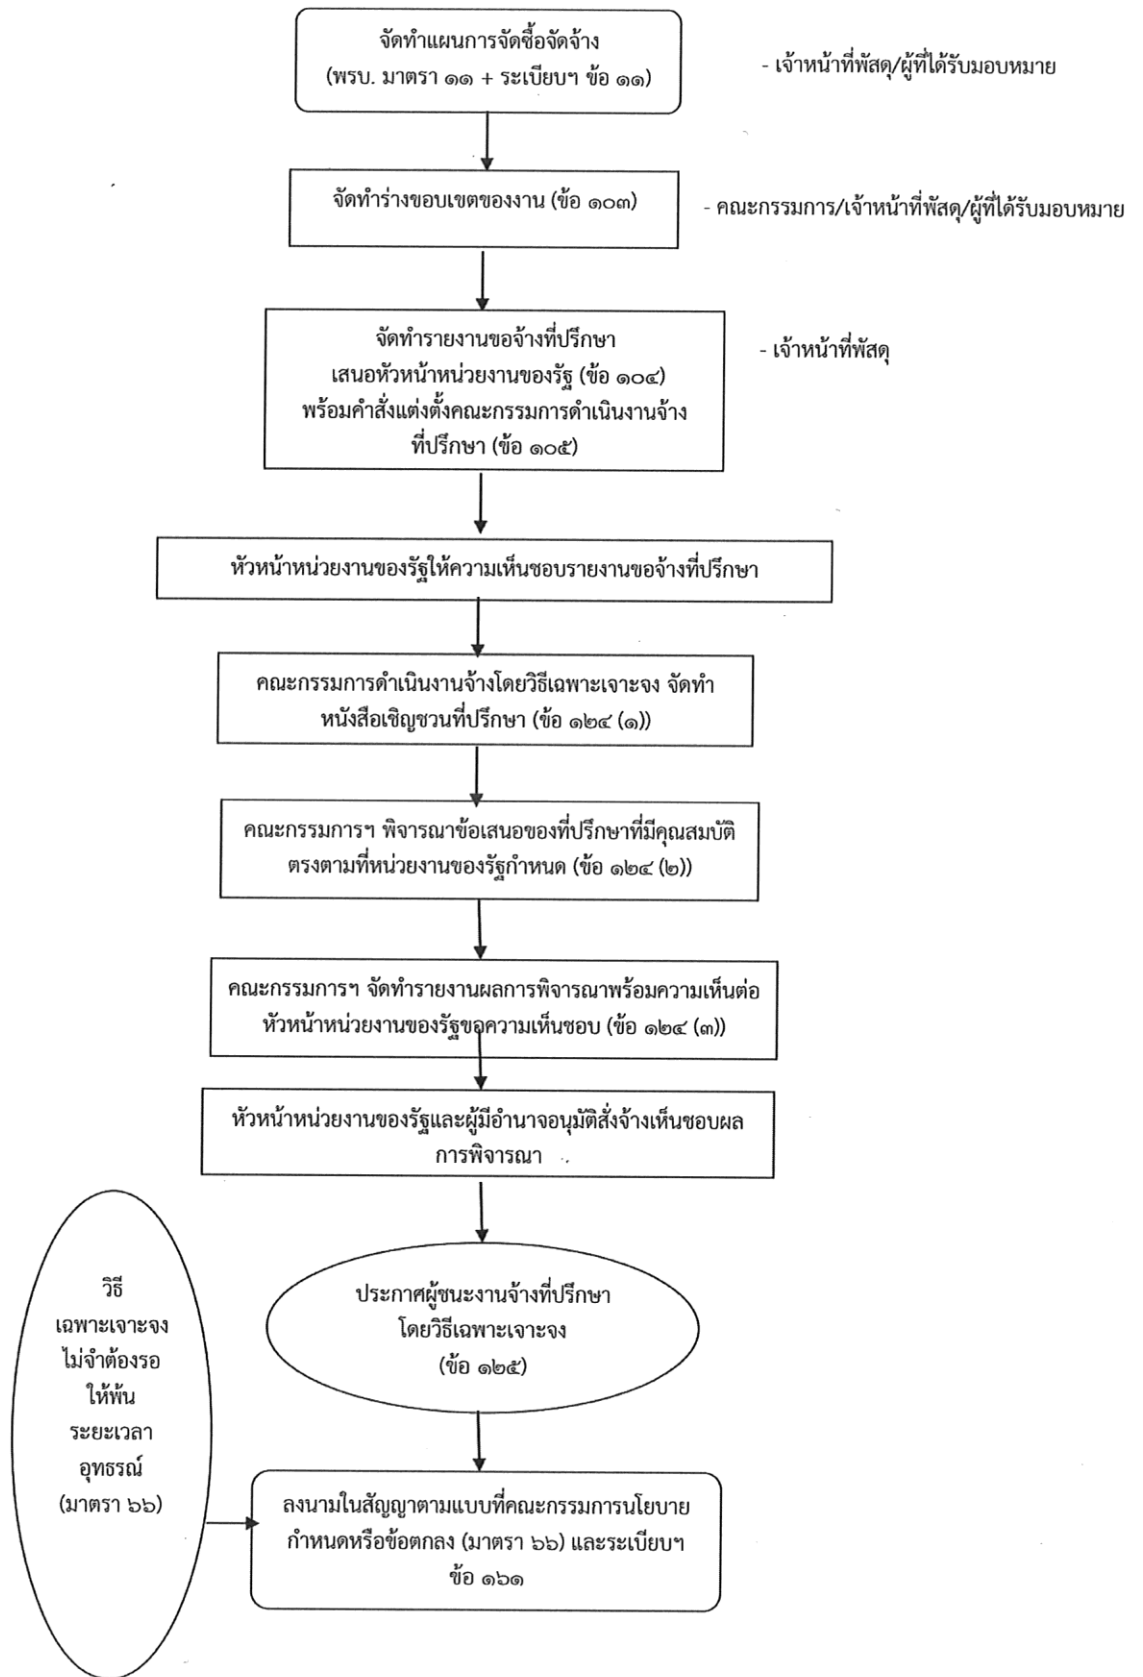 จัดทำแผนการจัดซื้อจัดจ้าง
(พรบ. มาตรา ๑๑ + ระเบียบฯ ข้อ ๑๑)
- เจ้าหน้าที่พัสดุ/ผู้ที่ได้รับมอบหมาย
จัดทำร่างขอบเขตของงาน (ข้อ ๑๐๓)
- คณะกรรมการ/เจ้าหน้าที่พัสดุ/ผู้ที่ได้รับมอบหมาย
จัดทำรายงานขอจ้างที่ปรึกษา
เสนอหัวหน้าหน่วยงานของรัฐ (ข้อ ๑๐๔)
พร้อมคำสั่งแต่งตั้งคณะกรรมการดำเนินงานจ้าง
ที่ปรึกษา (ข้อ ๑๐๕)
- เจ้าหน้าที่พัสดุ
หัวหน้าหน่วยงานของรัฐให้ความเห็นชอบรายงานขอจ้างที่ปรึกษา
คณะกรรมการดำเนินงานจ้างโดยวิธีเฉพาะเจาะจง จัดทำ
หนังสือเชิญชวนที่ปรึกษา (ข้อ ๑๒๔ (๑))
คณะกรรมการฯ พิจารณาข้อเสนอของที่ปรึกษาที่มีคุณสมบัติ
ตรงตามที่หน่วยงานของรัฐกำหนด (ข้อ ๑๒๔ (๒))
คณะกรรมการฯ จัดทำรายงานผลการพิจารณาพร้อมความเห็นต่อ
หัวหน้าหน่วยงานของรัฐขอความเห็นชอบ (ข้อ ๑๒๔ (๓))
หัวหน้าหน่วยงานของรัฐและผู้มีอำนาจอนุมัติสั่งจ้างเห็นชอบผล
การพิจารณา
ประกาศผู้ชนะงานจ้างที่ปรึกษา
โดยวิธีเฉพาะเจาะจง
(ข้อ ๑๒๕)
วิธี
เฉพาะเจาะจง
ไม่จำต้องรอ
ให้พ้น
ระยะเวลา
อุทธรณ์
(มาตรา ๖๖)
ลงนามในสัญญาตามแบบที่คณะกรรมการนโยบาย
กำหนดหรือข้อตกลง (มาตรา ๖๖) และระเบียบฯ
ข้อ ๑๖๑